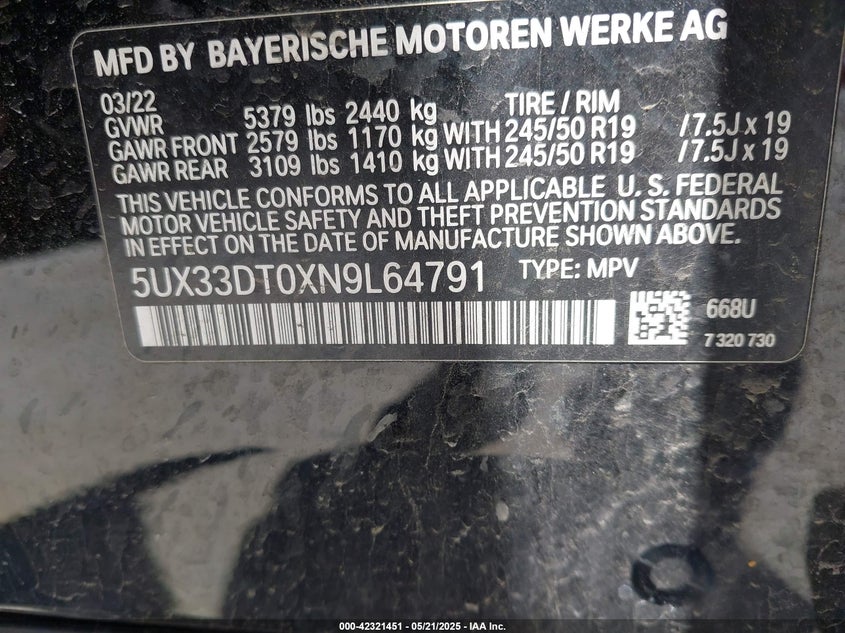 MFD BY BAYERISCHE MOTOREN WERKE AG
03/22 TIRE / RIM
GVWR 5379 lbs 2440 kg
GAWR FRONT 2579 lbs 1170 kg WITH 245/50 R19 /7.5J x 19
GAWR REAR 3109 lbs 1410 kg WITH 245/50 R19 /7.5J x 19
THIS VEHICLE CONFORMS TO ALL APPLICABLE U. S. FEDERAL
MOTOR VEHICLE SAFETY AND THEFT PREVENTION STANDARDS
IN EFFECT ON THE DATE OF MANUFACTURE SHOWN ABOVE.
5UX33DT0XN9L64791 TYPE: MPV
668U
7 320 730
000-42321451 - 05/21/2025 - IAA Inc.